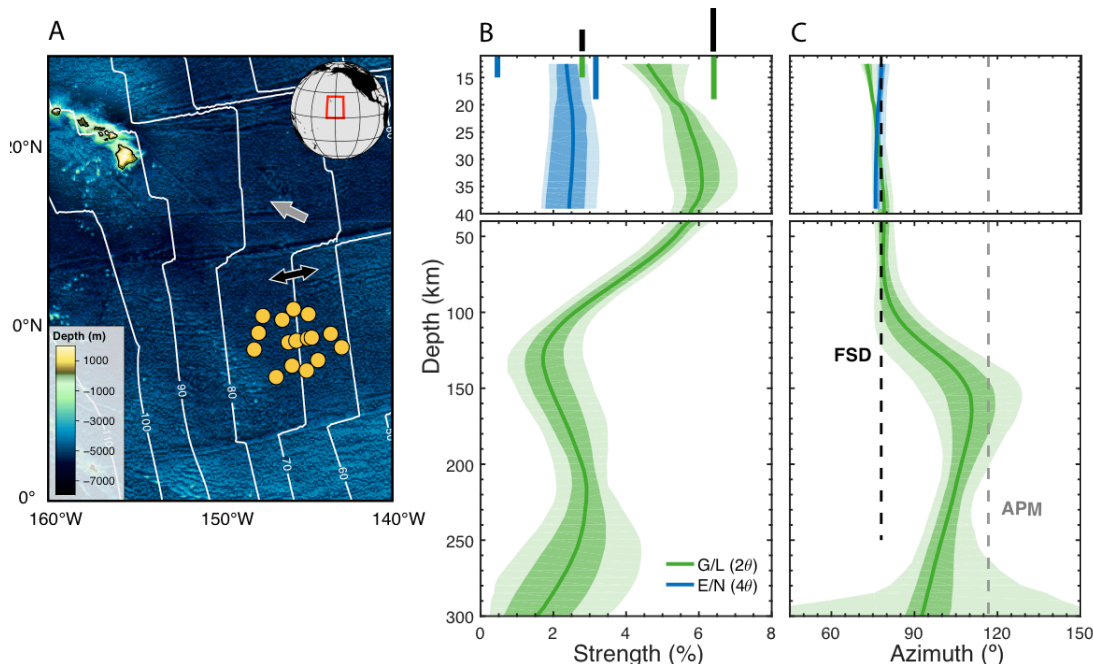 A
B
C
20°N
0°N
0°
160°W
150°W
140°W
Depth (m)
1000
−1000
−3000
−5000
−7000
100
90
80
70
60
Depth (km)
15
20
25
30
35
40
50
100
150
200
250
300
G/L (2θ)
E/N (4θ)
0
2
4
6
8
Strength (%)
FSD
APM
60
90
120
150
Azimuth (º)